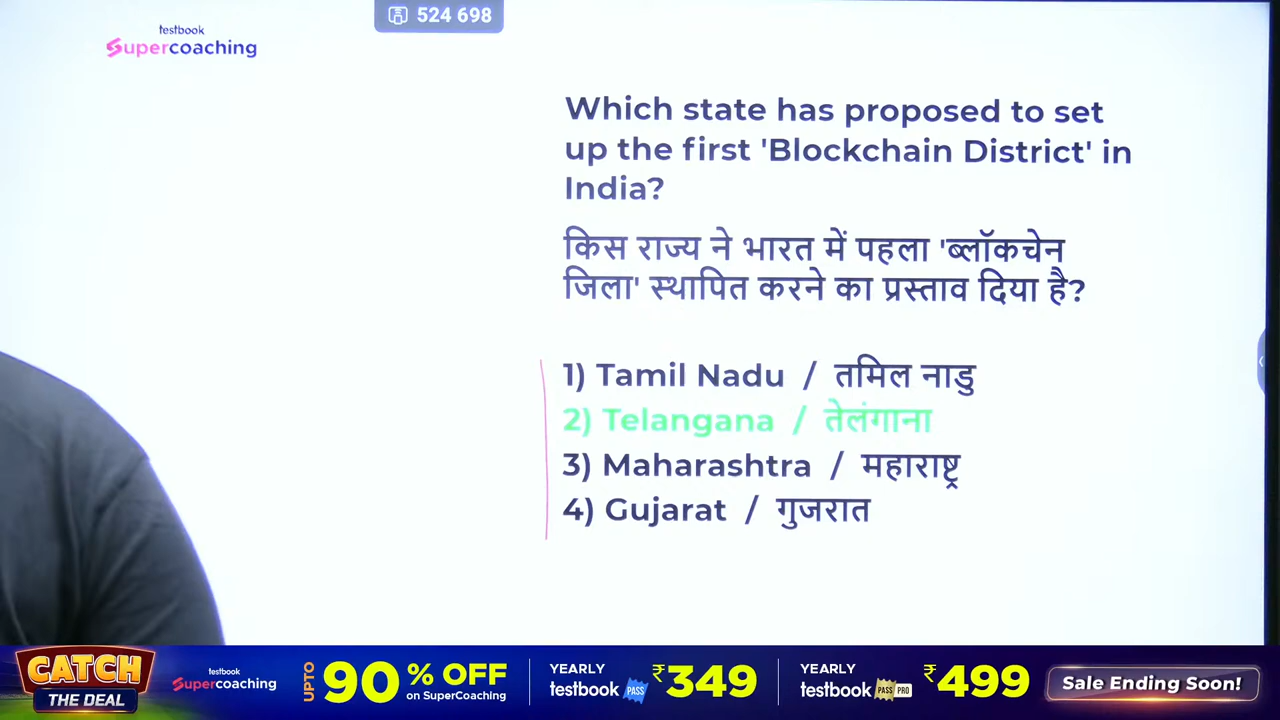 524 698
testbook
Supercoaching
Which state has proposed to set
up the first 'Blockchain District' in
India?
किस राज्य ने भारत में पहला 'ब्लॉकचेन
जिला' स्थापित करने का प्रस्ताव दिया है?
1) Tamil Nadu / तमिल नाडु
2) Telangana / तेलंगाना
3) Maharashtra / महाराष्ट्र
4) Gujarat / गुजरात
CATCH
THE DEAL
testbook
Supercoaching
UPTO
90% OFF
on SuperCoaching
YEARLY
testbook PASS
₹349
YEARLY
testbook PASS PRO
₹499
Sale Ending Soon!